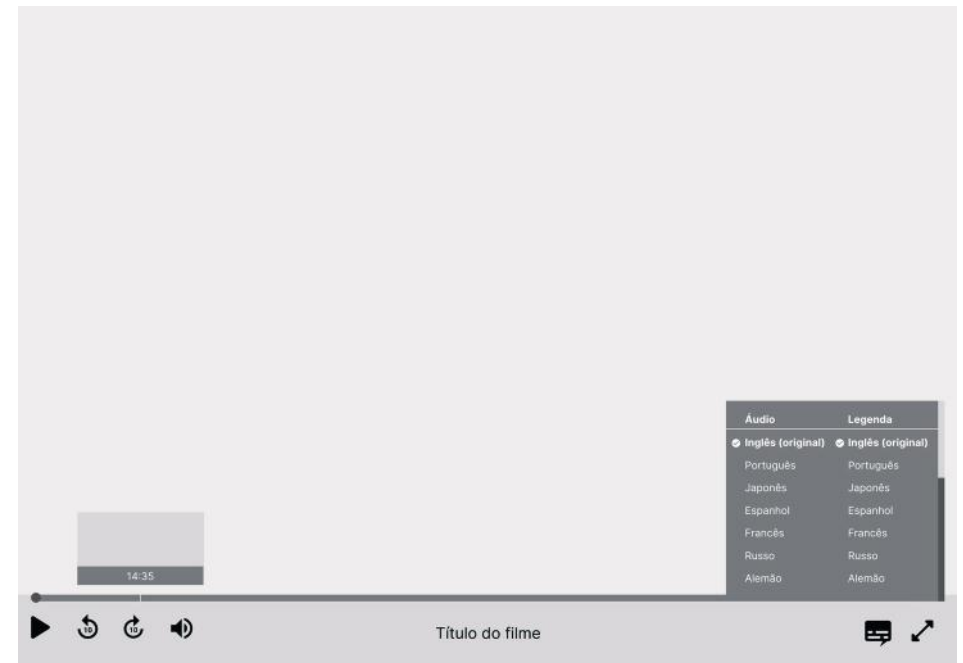 Áudio Legenda
Inglês (original) Inglês (original)
Português Português
Japonês Japonês
Espanhol Espanhol
Francês Francês
Russo Russo
Alemão Alemão
14:35
10 10 Título do filme